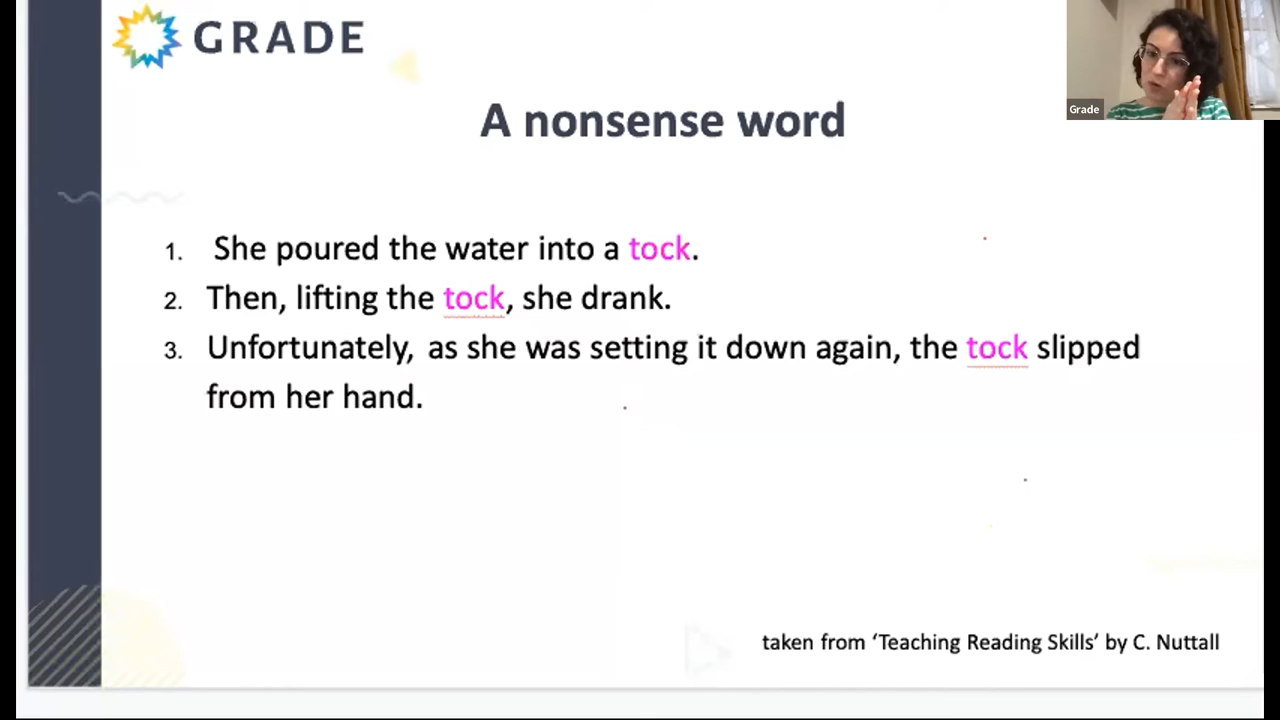 GRADE
Grade
A nonsense word
1. She poured the water into a tock.
2. Then, lifting the tock, she drank.
3. Unfortunately, as she was setting it down again, the tock slipped
from her hand.
taken from ‘Teaching Reading Skills’ by C. Nuttall